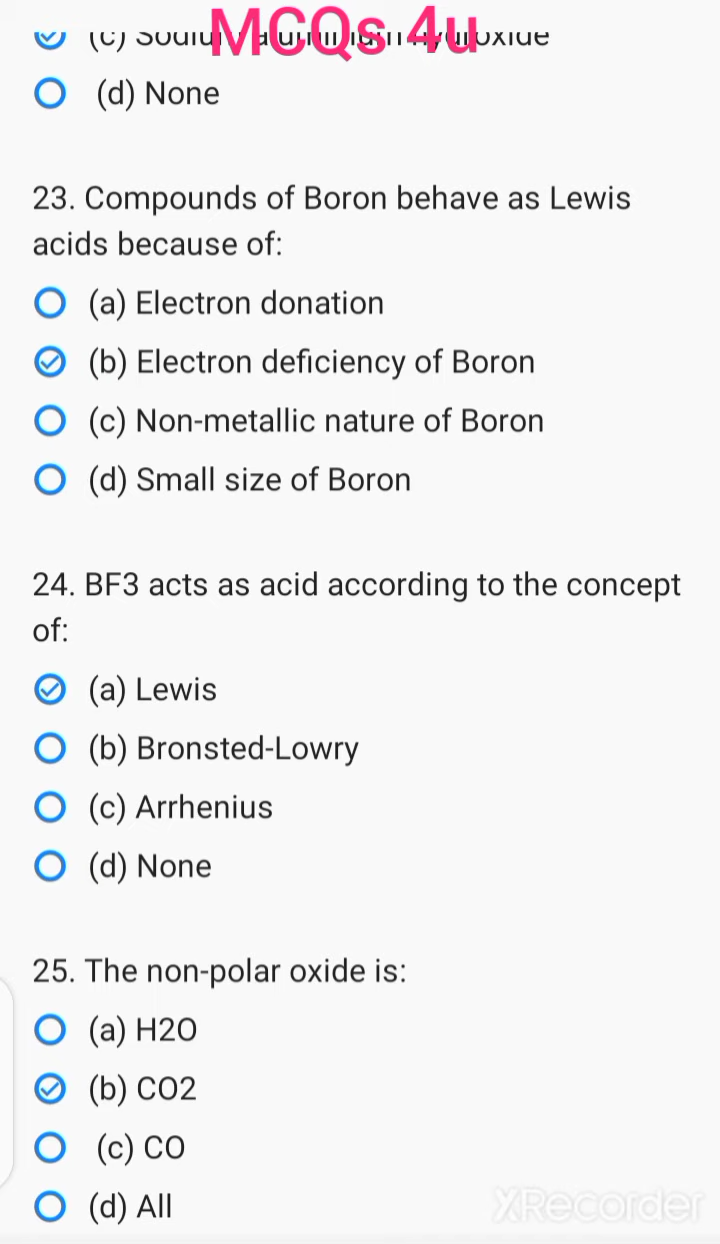 MCQs 4u
(d) None
23. Compounds of Boron behave as Lewis
acids because of:
(a) Electron donation
(b) Electron deficiency of Boron
(c) Non-metallic nature of Boron
(d) Small size of Boron
24. BF3 acts as acid according to the concept
of:
(a) Lewis
(b) Bronsted-Lowry
(c) Arrhenius
(d) None
25. The non-polar oxide is:
(a) H2O
(b) CO2
(c) CO
(d) All
XRecorder